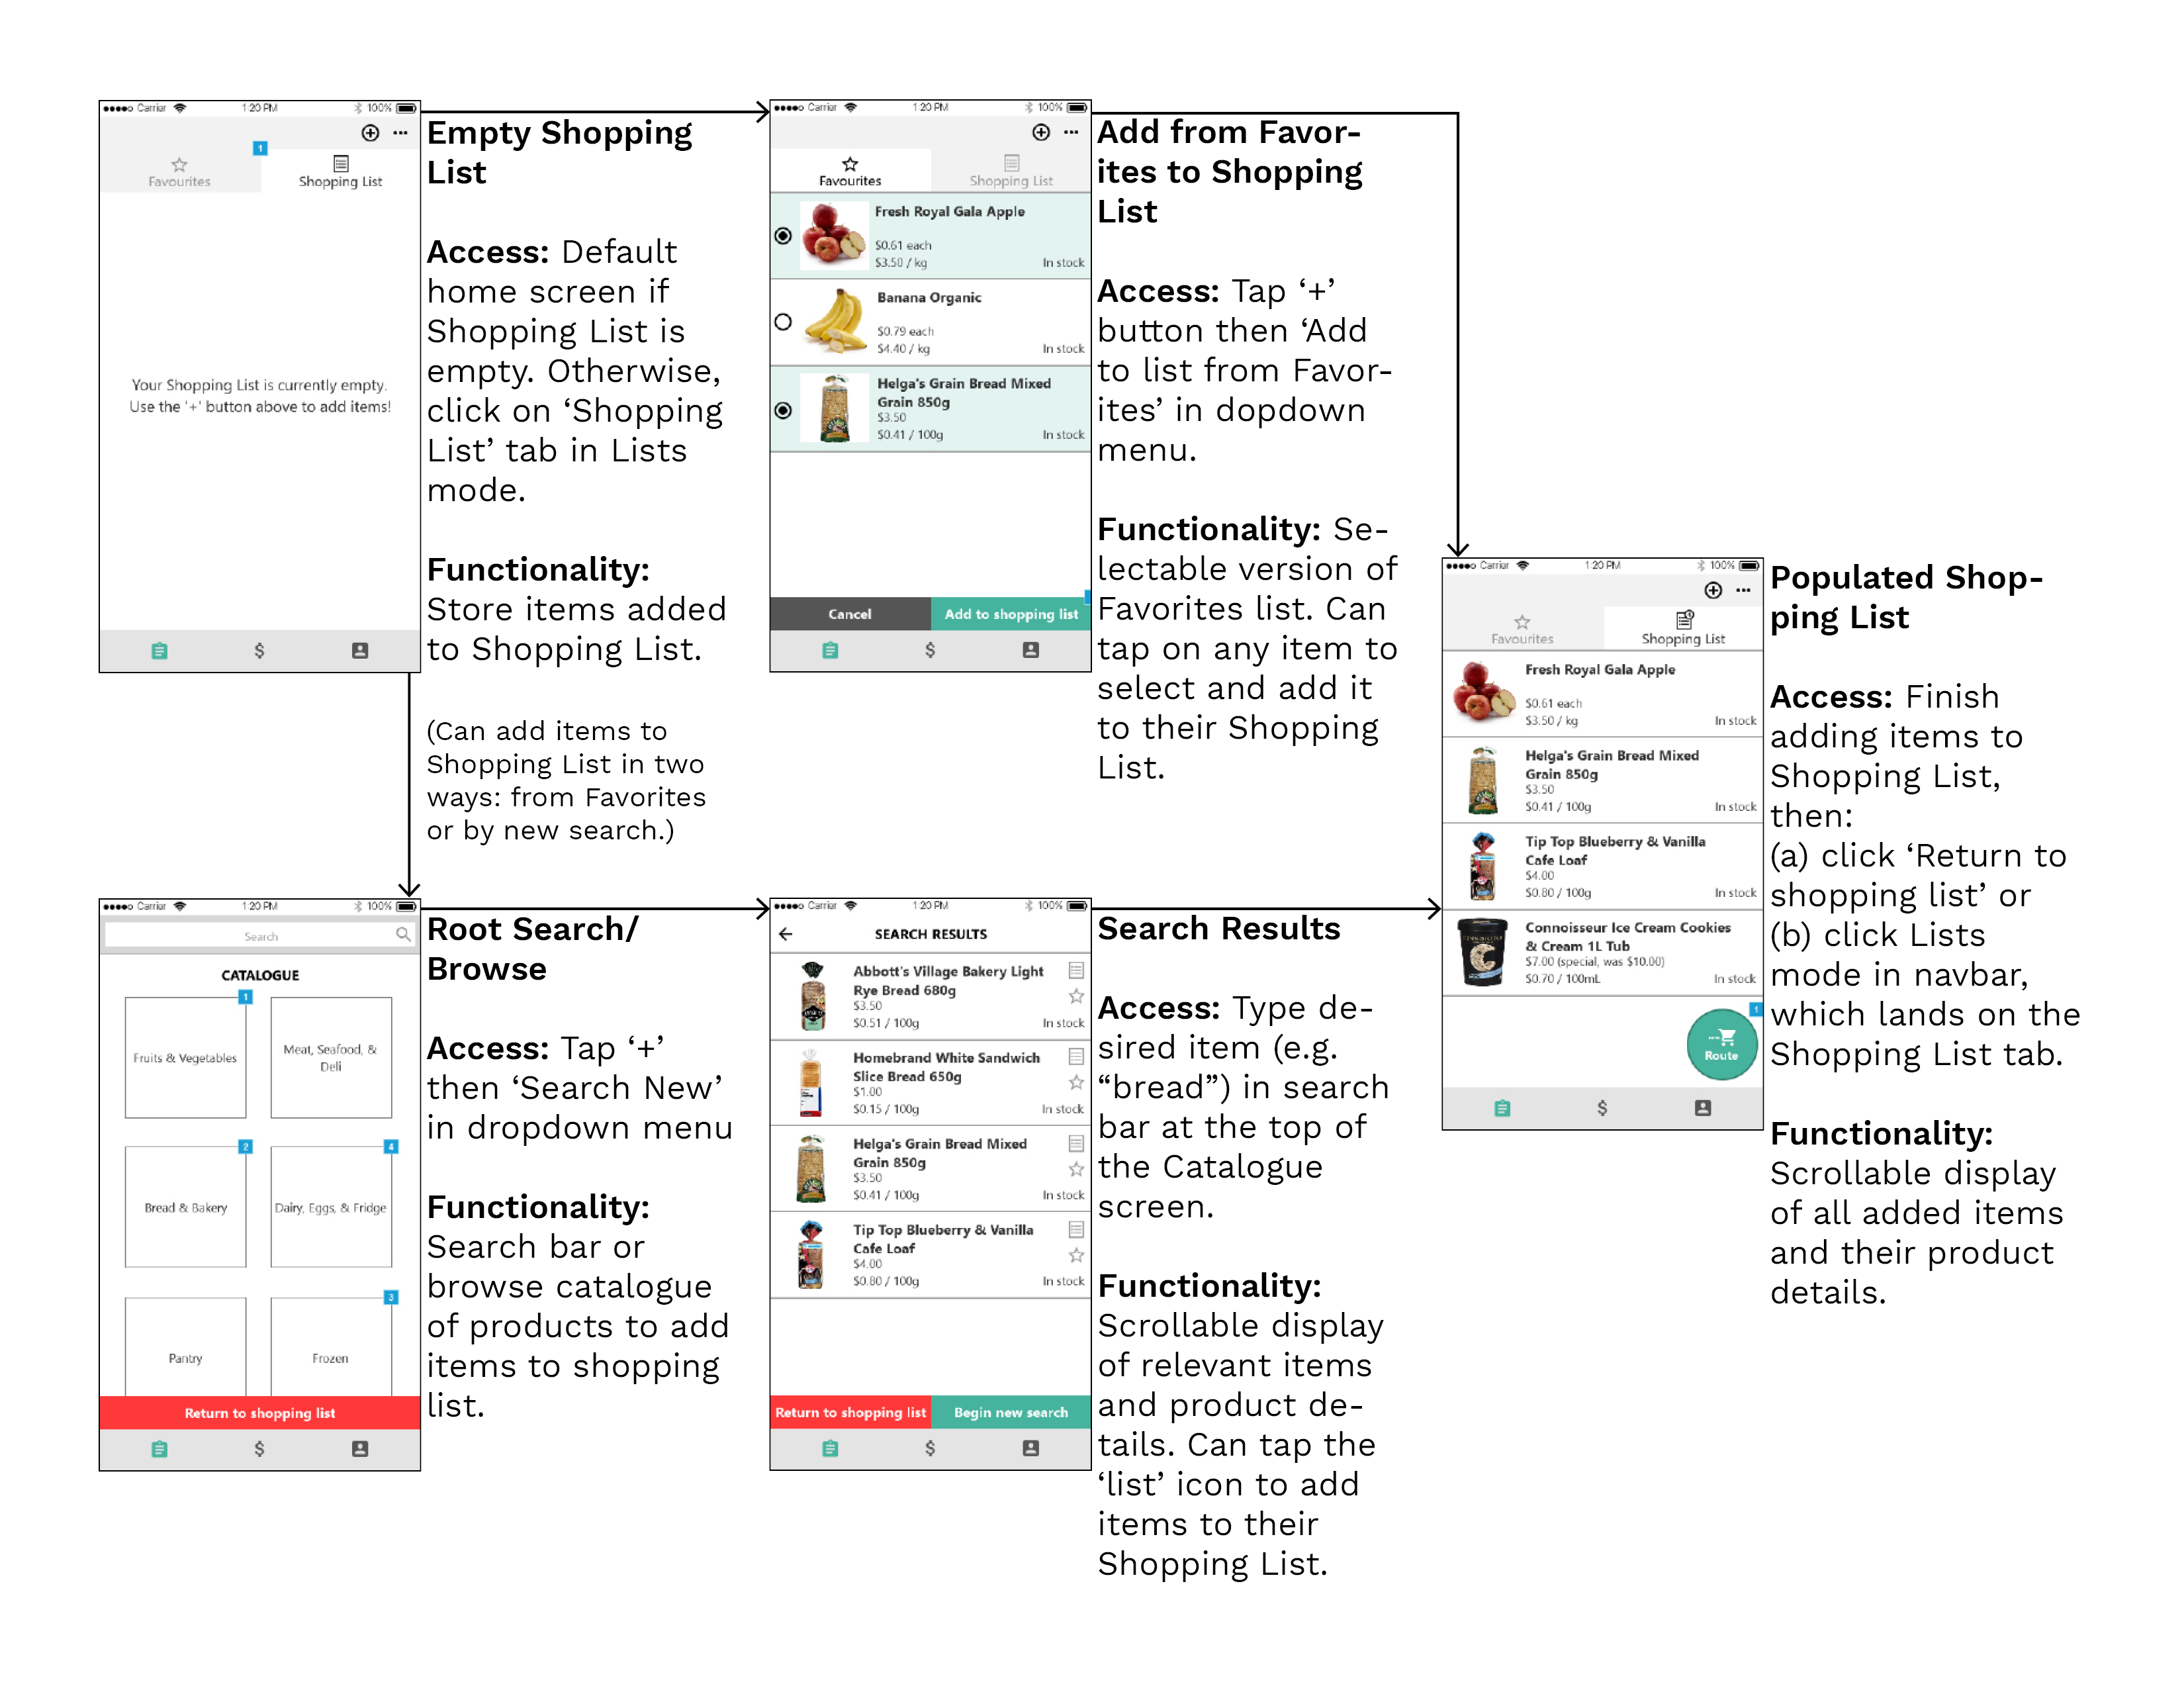 Carrier 1:20 PM 100%
1
Favourites Shopping List
Your Shopping List is currently empty.
Use the '+' button above to add items!
$
Empty Shopping
List
Access: Default
home screen if
Shopping List is
empty. Otherwise,
click on ‘Shopping
List’ tab in Lists
mode.
Functionality:
Store items added
to Shopping List.
(Can add items to
Shopping List in two
ways: from Favorites
or by new search.)
Carrier 1:20 PM 100%
Favourites Shopping List
Fresh Royal Gala Apple
$0.61 each
$3.50 / kg In stock
Banana Organic
$0.79 each
$4.40 / kg In stock
Helga's Grain Bread Mixed
Grain 850g
$3.50
$0.41 / 100g In stock
Cancel Add to shopping list
$
Add from Favor-
ites to Shopping
List
Access: Tap ‘+’
button then ‘Add
to list from Favor-
ites’ in dopdown
menu.
Functionality: Se-
lectable version of
Favorites list. Can
tap on any item to
select and add it
to their Shopping
List.
Carrier 1:20 PM 100%
Favourites Shopping List
Fresh Royal Gala Apple
$0.61 each
$3.50 / kg In stock
Helga's Grain Bread Mixed
Grain 850g
$3.50
$0.41 / 100g In stock
Tip Top Blueberry & Vanilla
Cafe Loaf
$4.00
$0.80 / 100g In stock
Connoisseur Ice Cream Cookies
& Cream 1L Tub
$7.00 (special, was $10.00)
$0.70 / 100mL In stock
1
Route
$
Populated Shop-
ping List
Access: Finish
adding items to
Shopping List,
then:
(a) click ‘Return to
shopping list’ or
(b) click Lists
mode in navbar,
which lands on the
Shopping List tab.
Functionality:
Scrollable display
of all added items
and their product
details.
Carrier 1:20 PM 100%
Search
CATALOGUE
1
Fruits & Vegetables
Meat, Seafood, &
Deli
2 4
Bread & Bakery Dairy, Eggs, & Fridge
3
Pantry Frozen
Return to shopping list
$
Root Search/
Browse
Access: Tap ‘+’
then ‘Search New’
in dropdown menu
Functionality:
Search bar or
browse catalogue
of products to add
items to shopping
list.
Carrier 1:20 PM 100%
SEARCH RESULTS
Abbott's Village Bakery Light
Rye Bread 680g
$3.50
$0.51 / 100g In stock
Homebrand White Sandwich
Slice Bread 650g
$1.00
$0.15 / 100g In stock
Helga's Grain Bread Mixed
Grain 850g
$3.50
$0.41 / 100g In stock
Tip Top Blueberry & Vanilla
Cafe Loaf
$4.00
$0.80 / 100g In stock
Return to shopping list Begin new search
$
Search Results
Access: Type de-
sired item (e.g.
“bread”) in search
bar at the top of
the Catalogue
screen.
Functionality:
Scrollable display
of relevant items
and product de-
tails. Can tap the
‘list’ icon to add
items to their
Shopping List.